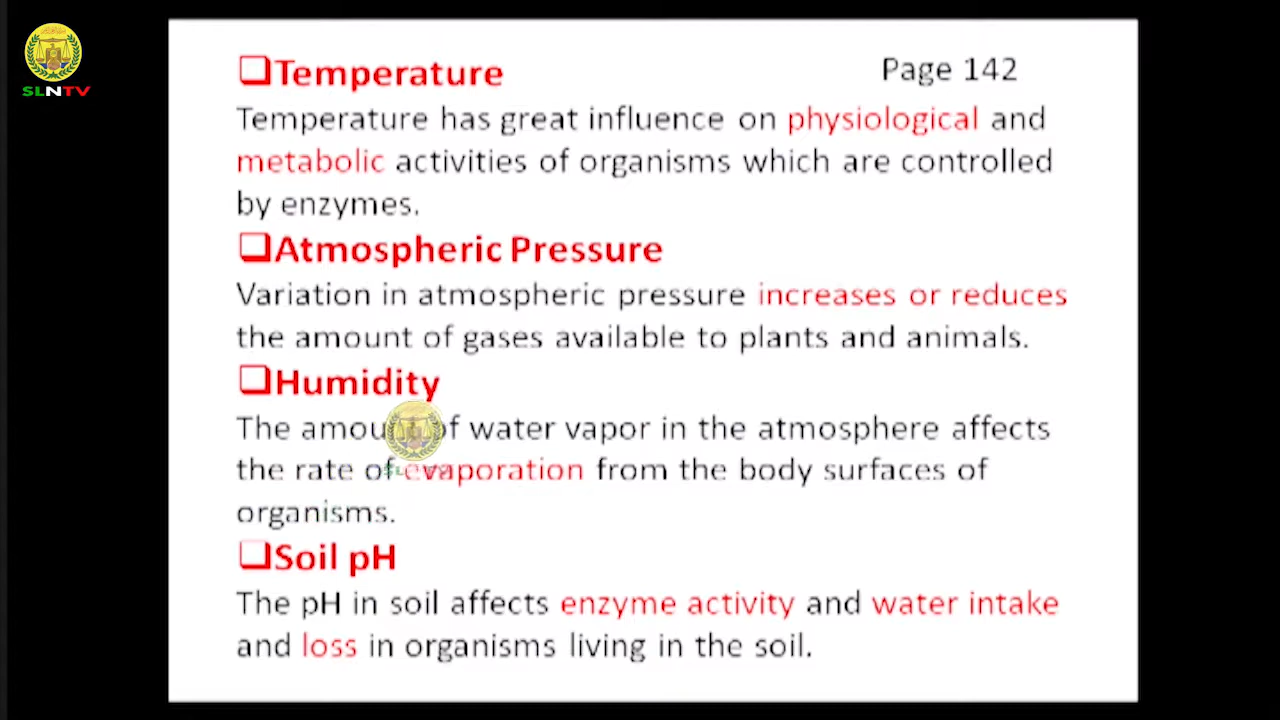 SLNTV
❑Temperature
Page 142
Temperature has great influence on physiological and
metabolic activities of organisms which are controlled
by enzymes.
❑Atmospheric Pressure
Variation in atmospheric pressure increases or reduces
the amount of gases available to plants and animals.
❑Humidity
The amount of water vapor in the atmosphere affects
the rate of evaporation from the body surfaces of
organisms.
❑Soil pH
The pH in soil affects enzyme activity and water intake
and loss in organisms living in the soil.